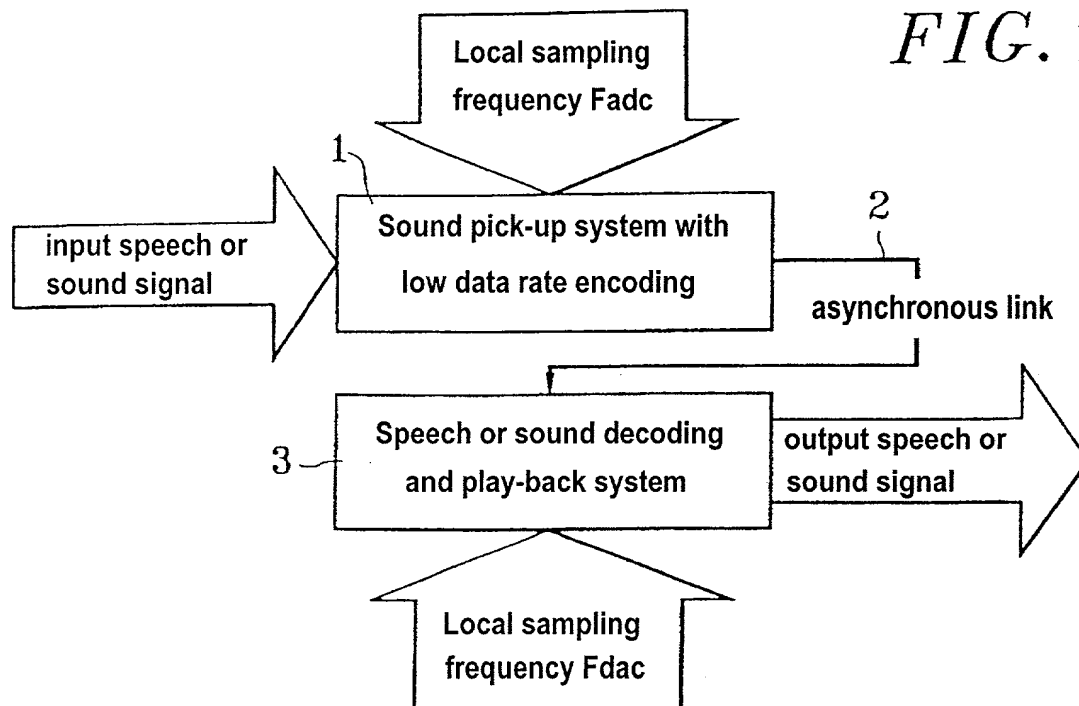 FIG.
Local sampling
frequency Fadc
1
Sound pick-up system with
low data rate encoding
2
input speech or
sound signal
asynchronous link
3
Speech or sound decoding
and play-back system
output speech or
sound signal
Local sampling
frequency Fdac